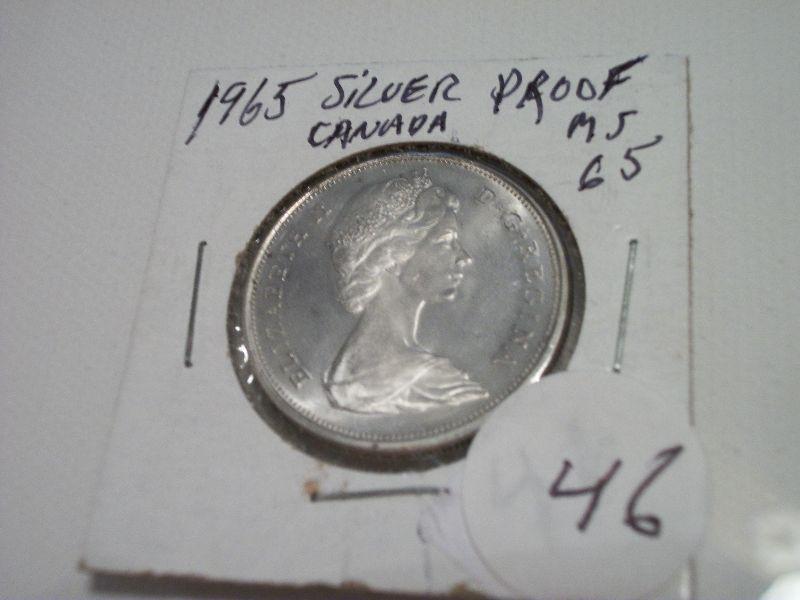 1965 SILVER PROOF
CANADA MS
65
ELIZABETH II D·G·REGINA
46